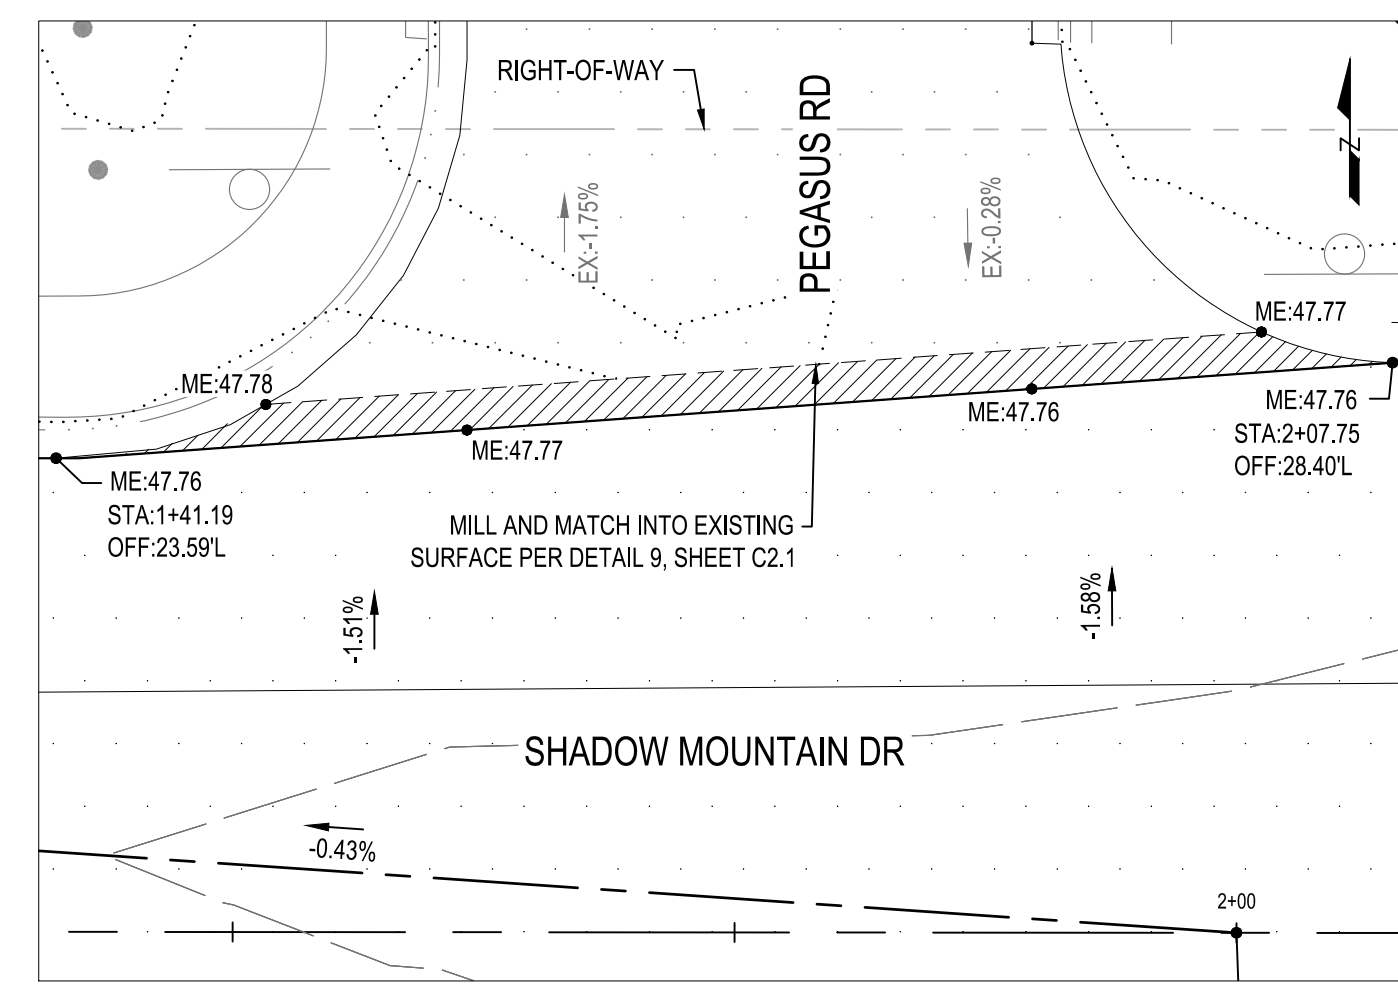 RIGHT-OF-WAY
PEGASUS RD
N
EX:-1.75%
EX:-0.28%
ME:47.77
ME:47.78
ME:47.76
ME:47.76
STA:2+07.75
OFF:28.40'L
ME:47.77
ME:47.76
STA:1+41.19
OFF:23.59'L
MILL AND MATCH INTO EXISTING
SURFACE PER DETAIL 9, SHEET C2.1
-1.51%
-1.58%
SHADOW MOUNTAIN DR
-0.43%
2+00